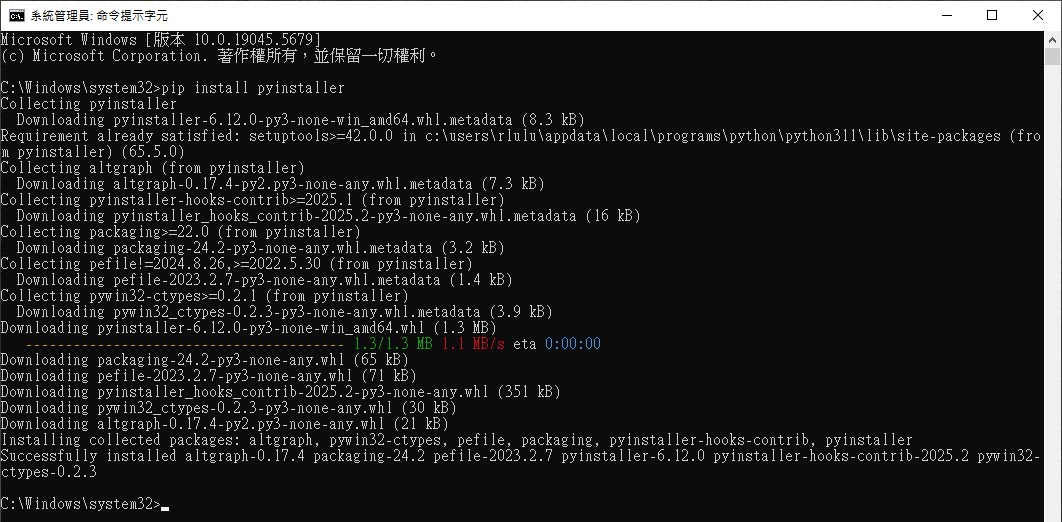 系統管理員: 命令提示字元
Microsoft Windows [版本 10.0.19045.5679]
(c) Microsoft Corporation. 著作權所有，並保留一切權利。
C:\Windows\system32>pip install pyinstaller
Collecting pyinstaller
  Downloading pyinstaller-6.12.0-py3-none-win_amd64.whl.metadata (8.3 kB)
Requirement already satisfied: setuptools>=42.0.0 in c:\users\rlulu\appdata\local\programs\python\python311\lib\site-packages (fro
m pyinstaller) (65.5.0)
Collecting altgraph (from pyinstaller)
  Downloading altgraph-0.17.4-py2.py3-none-any.whl.metadata (7.3 kB)
Collecting pyinstaller-hooks-contrib>=2025.1 (from pyinstaller)
  Downloading pyinstaller_hooks_contrib-2025.2-py3-none-any.whl.metadata (16 kB)
Collecting packaging>=22.0 (from pyinstaller)
  Downloading packaging-24.2-py3-none-any.whl.metadata (3.2 kB)
Collecting pefile!=2024.8.26,>=2022.5.30 (from pyinstaller)
  Downloading pefile-2023.2.7-py3-none-any.whl.metadata (1.4 kB)
Collecting pywin32-ctypes>=0.2.1 (from pyinstaller)
  Downloading pywin32_ctypes-0.2.3-py3-none-any.whl.metadata (3.9 kB)
Downloading pyinstaller-6.12.0-py3-none-win_amd64.whl (1.3 MB)
   ---------------------------------------- 1.3/1.3 MB 1.1 MB/s eta 0:00:00
Downloading packaging-24.2-py3-none-any.whl (65 kB)
Downloading pefile-2023.2.7-py3-none-any.whl (71 kB)
Downloading pyinstaller_hooks_contrib-2025.2-py3-none-any.whl (351 kB)
Downloading pywin32_ctypes-0.2.3-py3-none-any.whl (30 kB)
Downloading altgraph-0.17.4-py2.py3-none-any.whl (21 kB)
Installing collected packages: altgraph, pywin32-ctypes, pefile, packaging, pyinstaller-hooks-contrib, pyinstaller
Successfully installed altgraph-0.17.4 packaging-24.2 pefile-2023.2.7 pyinstaller-6.12.0 pyinstaller-hooks-contrib-2025.2 pywin32-
ctypes-0.2.3
C:\Windows\system32>